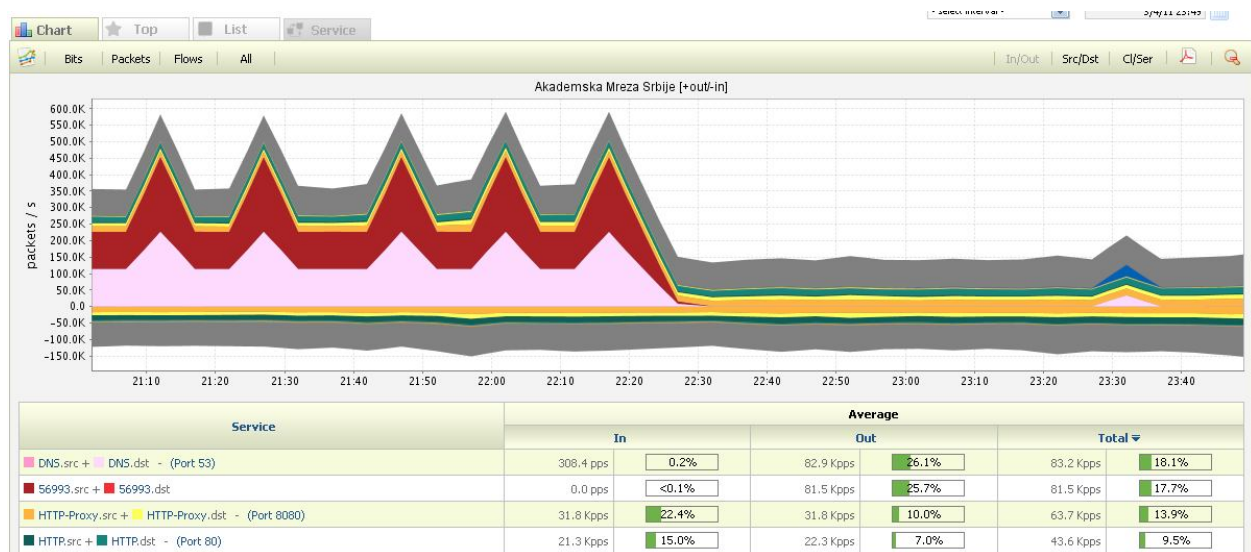 - select interval -
3/4/11 23:49
Chart
Top
List
Service
Bits
Packets
Flows
All
In/Out
Src/Dst
Cl/Ser
Akademska Mreza Srbije [+out/-in]
packets / s
600.0K
550.0K
500.0K
450.0K
400.0K
350.0K
300.0K
250.0K
200.0K
150.0K
100.0K
50.0K
0.0
-50.0K
-100.0K
-150.0K
21:10 21:20 21:30 21:40 21:50 22:00 22:10 22:20 22:30 22:40 22:50 23:00 23:10 23:20 23:30 23:40
Service
Average
In
Out
Total
DNS.src + DNS.dst - (Port 53) 308.4 pps 0.2% 82.9 Kpps 26.1% 83.2 Kpps 18.1%
56993.src + 56993.dst 0.0 pps <0.1% 81.5 Kpps 25.7% 81.5 Kpps 17.7%
HTTP-Proxy.src + HTTP-Proxy.dst - (Port 8080) 31.8 Kpps 22.4% 31.8 Kpps 10.0% 63.7 Kpps 13.9%
HTTP.src + HTTP.dst - (Port 80) 21.3 Kpps 15.0% 22.3 Kpps 7.0% 43.6 Kpps 9.5%